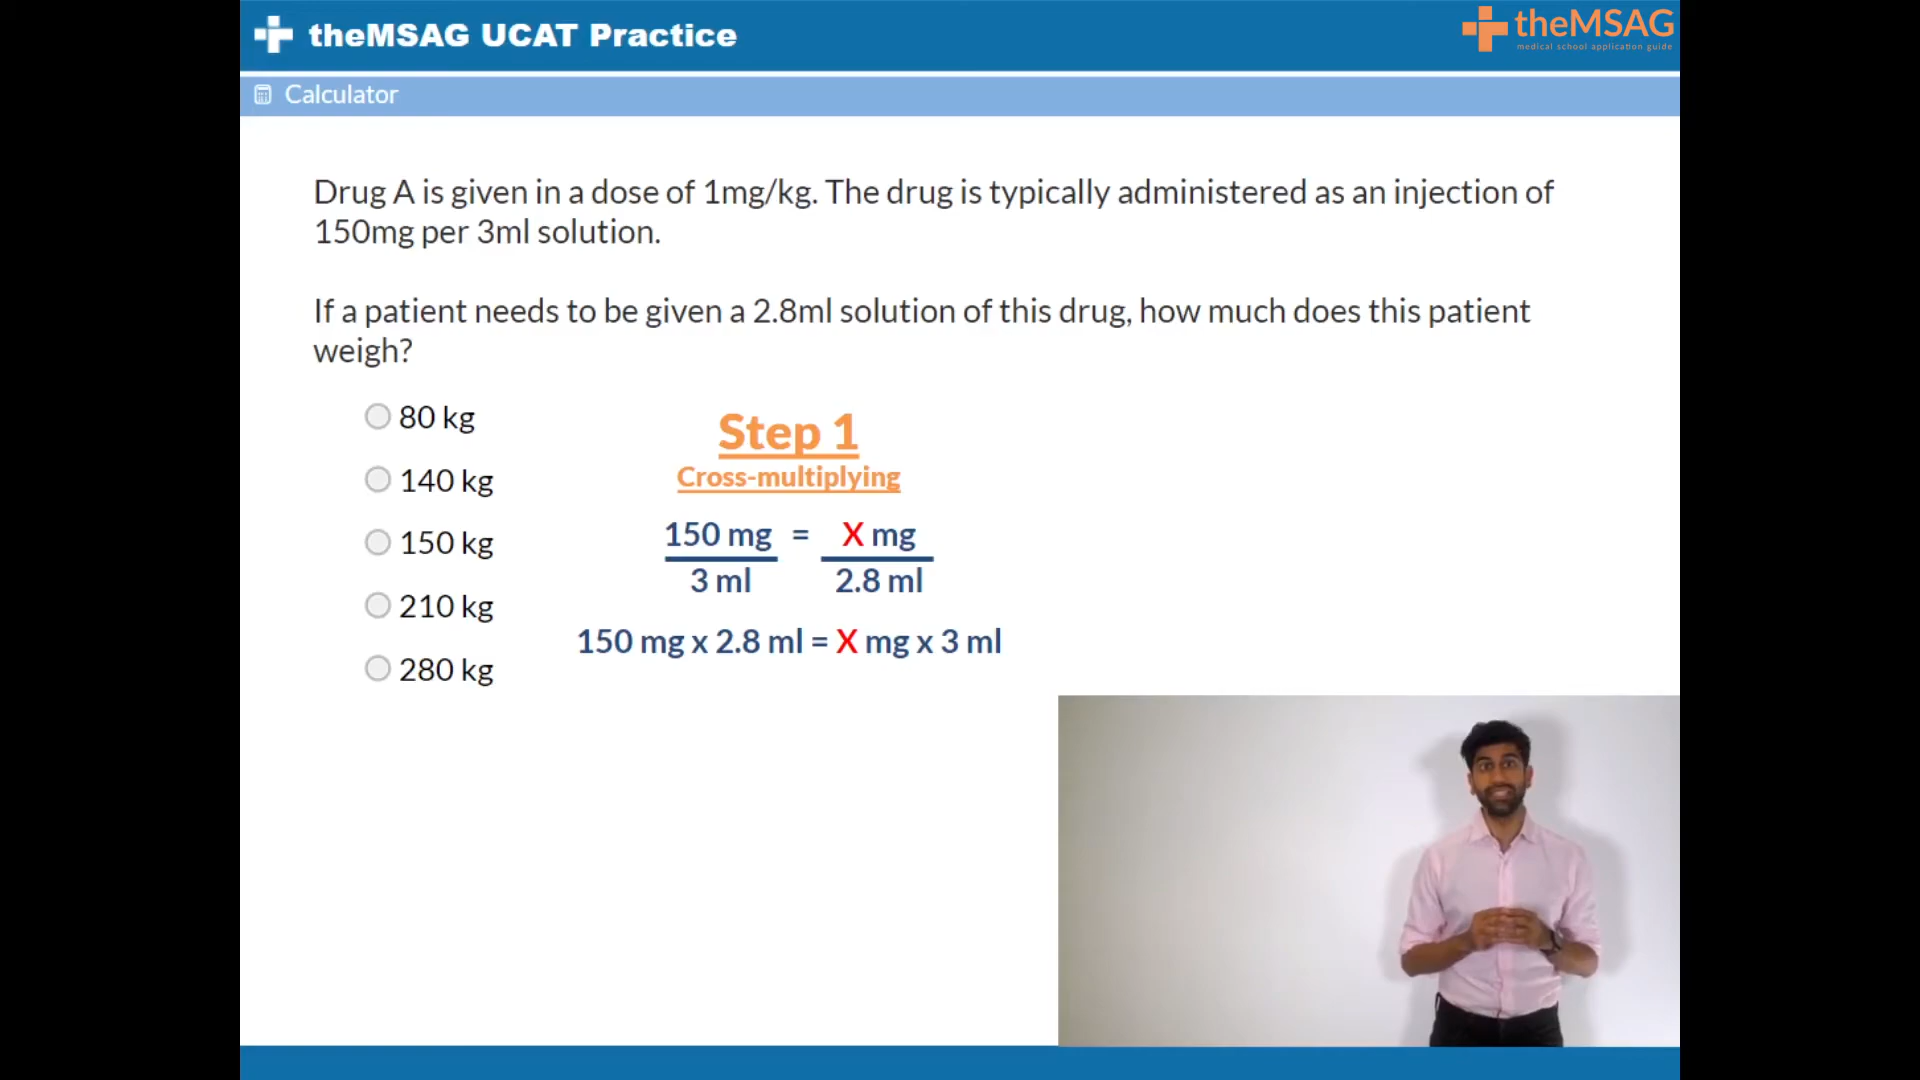 theMSAG UCAT Practice
theMSAG
medical school application guide
Calculator
Drug A is given in a dose of 1mg/kg. The drug is typically administered as an injection of
150mg per 3ml solution.
If a patient needs to be given a 2.8ml solution of this drug, how much does this patient
weigh?
80 kg
140 kg
150 kg
210 kg
280 kg
Step 1
Cross-multiplying
150 mg = X mg
3 ml 2.8 ml
150 mg x 2.8 ml = X mg x 3 ml